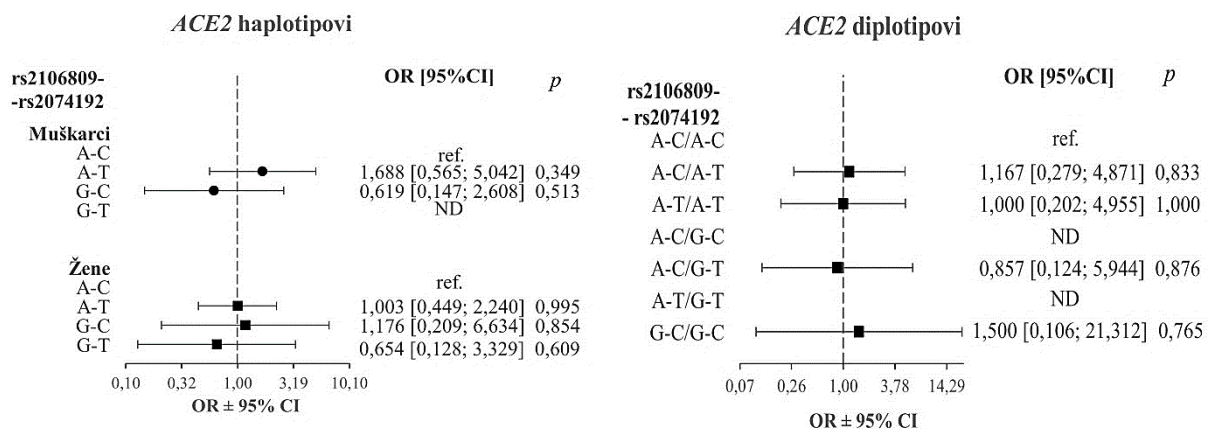 ACE2 haplotipovi
rs2106809-
-rs2074192
OR [95%CI] p
Muškarci
A-C ref.
A-T 1,688 [0,565; 5,042] 0,349
G-C 0,619 [0,147; 2,608] 0,513
G-T ND
Žene
A-C ref.
A-T 1,003 [0,449; 2,240] 0,995
G-C 1,176 [0,209; 6,634] 0,854
G-T 0,654 [0,128; 3,329] 0,609
0,10 0,32 1,00 3,19 10,10
OR ± 95% CI
ACE2 diplotipovi
OR [95%CI] p
rs2106809-
- rs2074192
A-C/A-C ref.
A-C/A-T 1,167 [0,279; 4,871] 0,833
A-T/A-T 1,000 [0,202; 4,955] 1,000
A-C/G-C ND
A-C/G-T 0,857 [0,124; 5,944] 0,876
A-T/G-T ND
G-C/G-C 1,500 [0,106; 21,312] 0,765
0,07 0,26 1,00 3,78 14,29
OR ± 95% CI